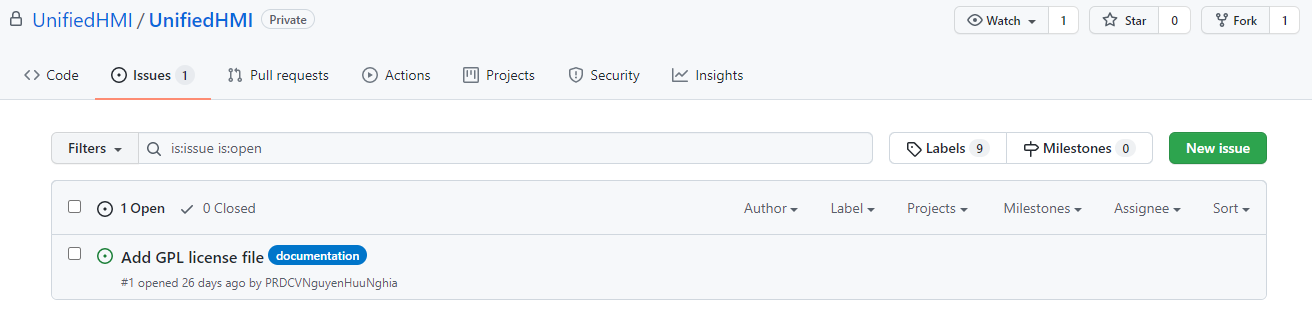 UnifiedHMI / UnifiedHMI Private Watch 1 Star 0 Fork 1
Code Issues 1 Pull requests Actions Projects Security Insights
Filters is:issue is:open Labels 9 Milestones 0 New issue
1 Open 0 Closed Author Label Projects Milestones Assignee Sort
Add GPL license file documentation
#1 opened 26 days ago by PRDCVNguyenHuuNghia